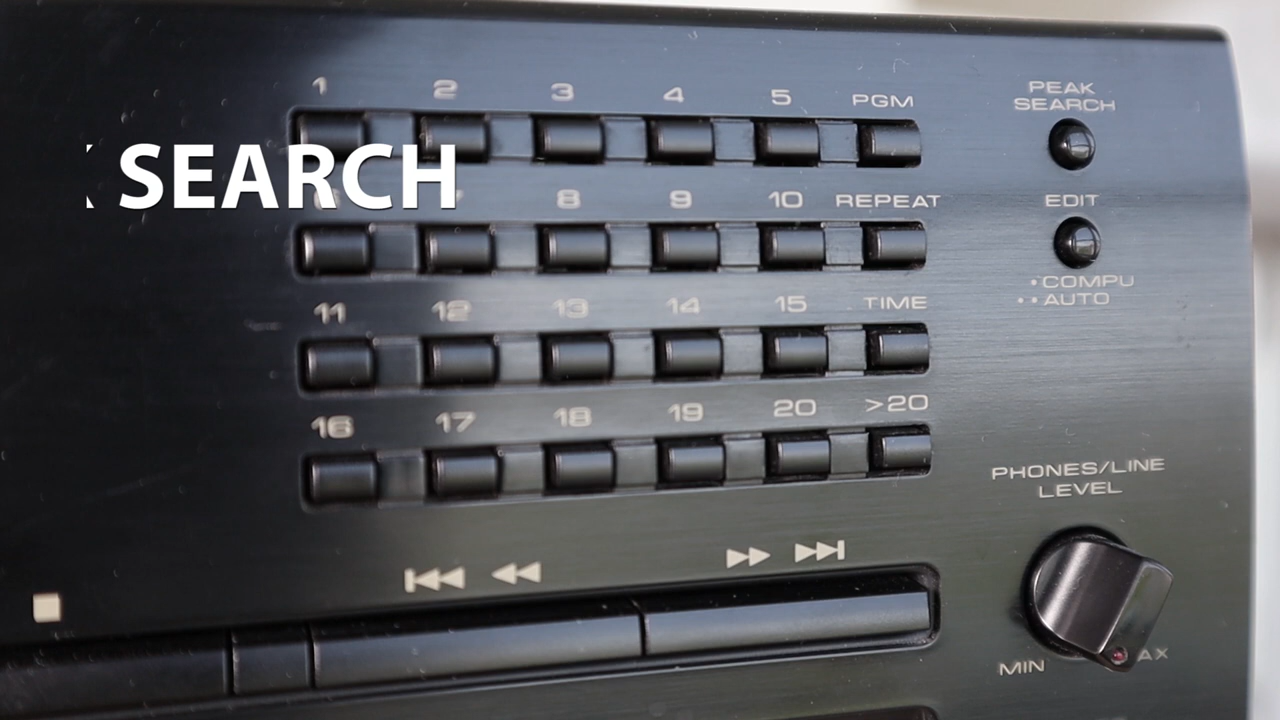 1 2 3 4 5 PGM
PEAK
SEARCH
SEARCH
8 9 10 REPEAT
EDIT
•COMPU
••AUTO
11 12 13 14 15 TIME
16 17 18 19 20 >20
PHONES/LINE
LEVEL
MIN